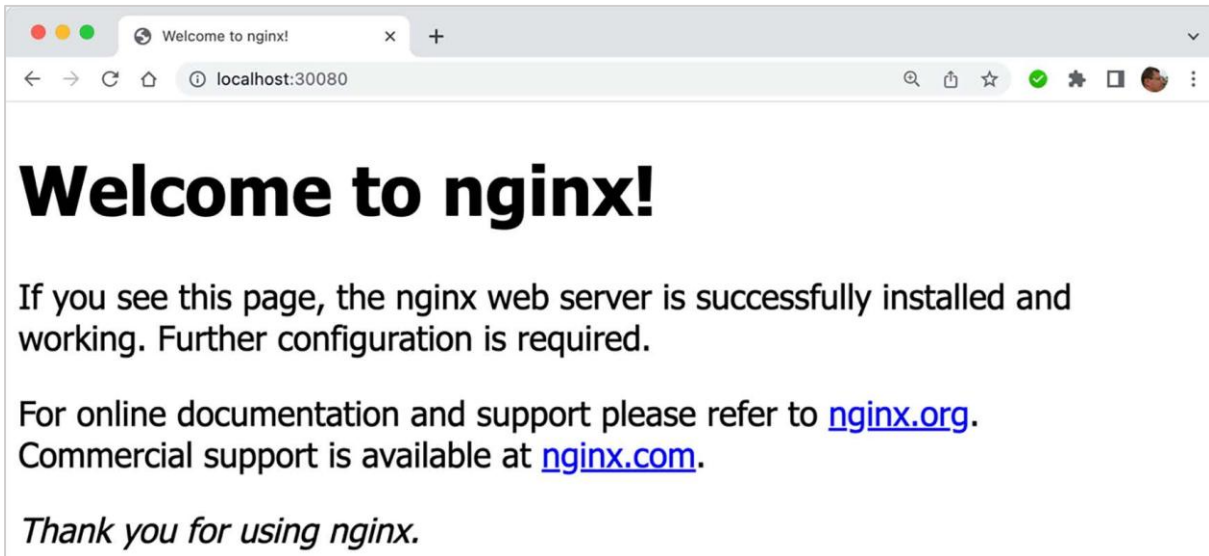 Welcome to nginx!
localhost:30080
Welcome to nginx!
If you see this page, the nginx web server is successfully installed and
working. Further configuration is required.
For online documentation and support please refer to nginx.org.
Commercial support is available at nginx.com.
Thank you for using nginx.